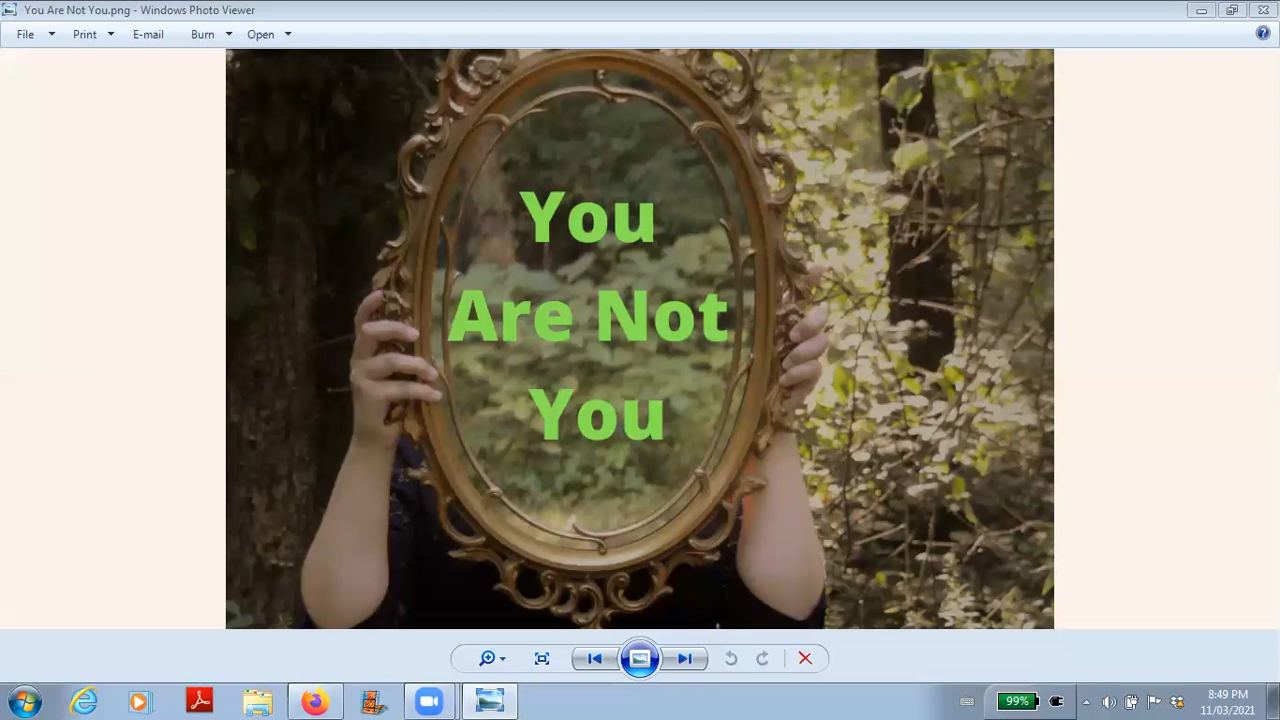 You Are Not You.png - Windows Photo Viewer
File Print E-mail Burn Open
You
Are Not
You
99%
8:49 PM
11/03/2021